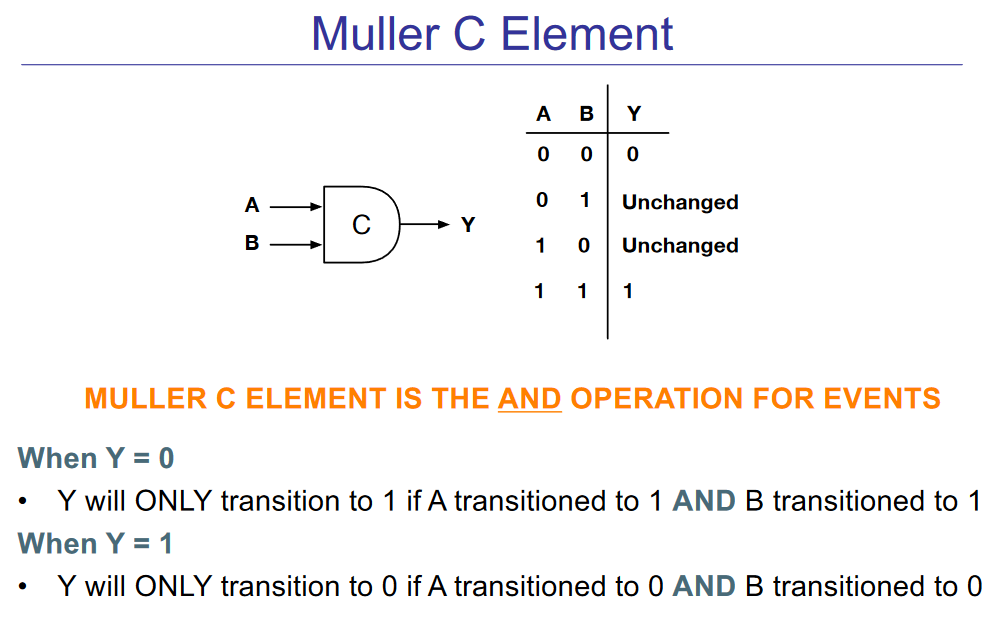 Muller C Element
A B Y
0 0 0
0 1 Unchanged
1 0 Unchanged
1 1 1
A
B
C
Y
MULLER C ELEMENT IS THE AND OPERATION FOR EVENTS
When Y = 0
• Y will ONLY transition to 1 if A transitioned to 1 AND B transitioned to 1
When Y = 1
• Y will ONLY transition to 0 if A transitioned to 0 AND B transitioned to 0